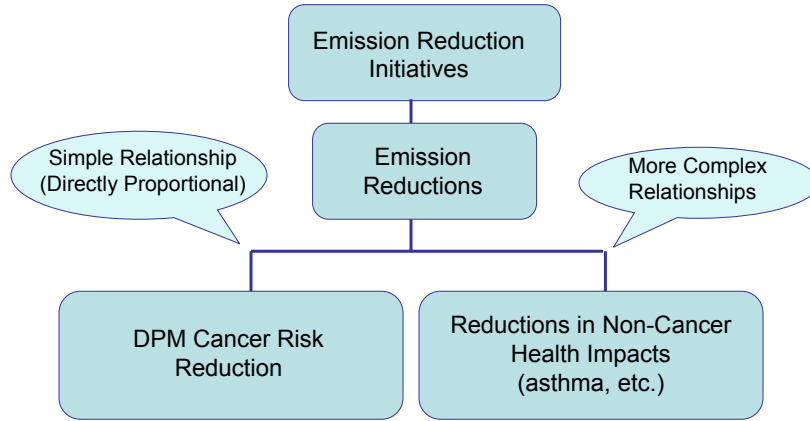 Emission Reduction
Initiatives
Simple Relationship
(Directly Proportional)
Emission
Reductions
More Complex
Relationships
DPM Cancer Risk
Reduction
Reductions in Non-Cancer
Health Impacts
(asthma, etc.)